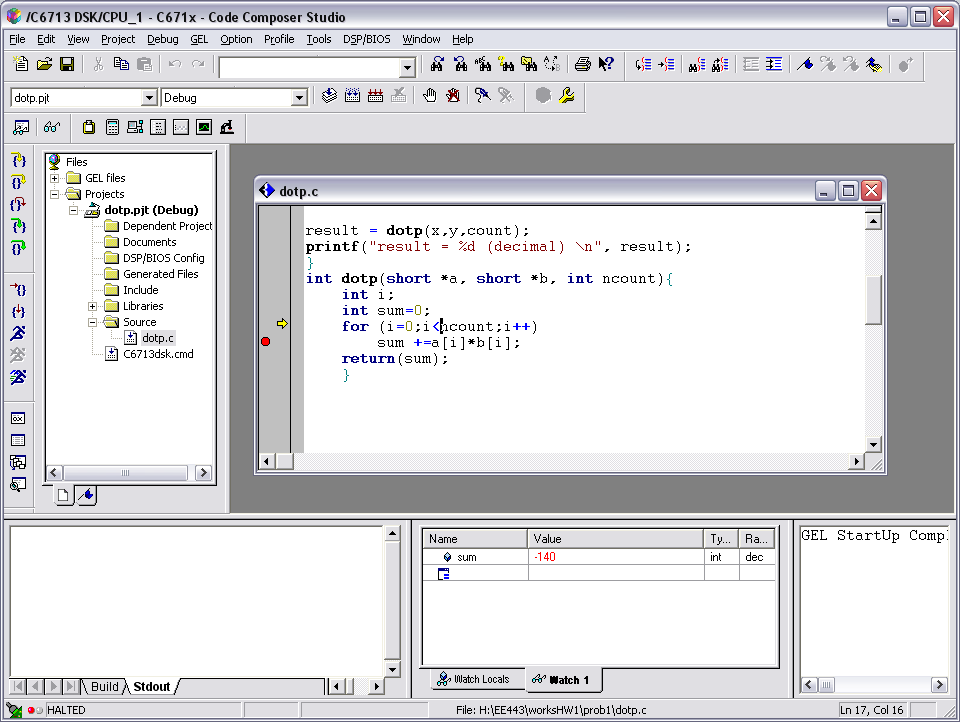 /C6713 DSK/CPU_1 - C671x - Code Composer Studio
File Edit View Project Debug GEL Option Profile Tools DSP/BIOS Window Help
dotp.pjt Debug
Files
GEL files
Projects
dotp.pjt (Debug)
Dependent Project
Documents
DSP/BIOS Config
Generated Files
Include
Libraries
Source
dotp.c
C6713dsk.cmd
dotp.c
result = dotp(x,y,count);
printf("result = %d (decimal) \n", result);
}
int dotp(short *a, short *b, int ncount){
int i;
int sum=0;
for (i=0;i<ncount;i++)
sum +=a[i]*b[i];
return(sum);
}
Build Stdout
Name Value Ty... Ra...
sum -140 int dec
Watch Locals Watch 1
GEL StartUp Compl
HALTED
File: H:\EE443\worksHW1\prob1\dotp.c
Ln 17, Col 16